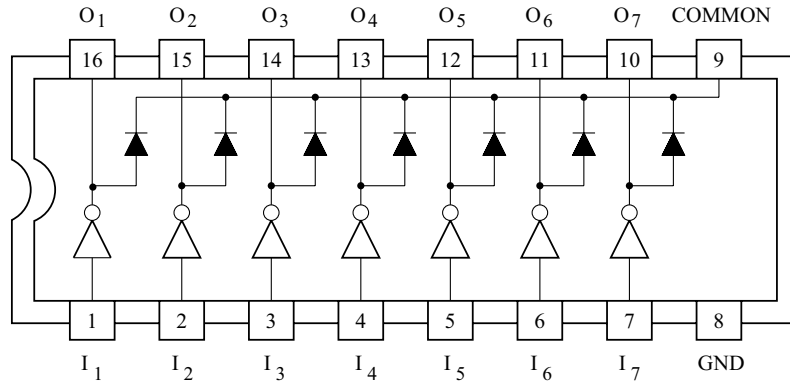 O1 O2 O3 O4 O5 O6 O7 COMMON
16 15 14 13 12 11 10 9
1 2 3 4 5 6 7 8
I1 I2 I3 I4 I5 I6 I7 GND